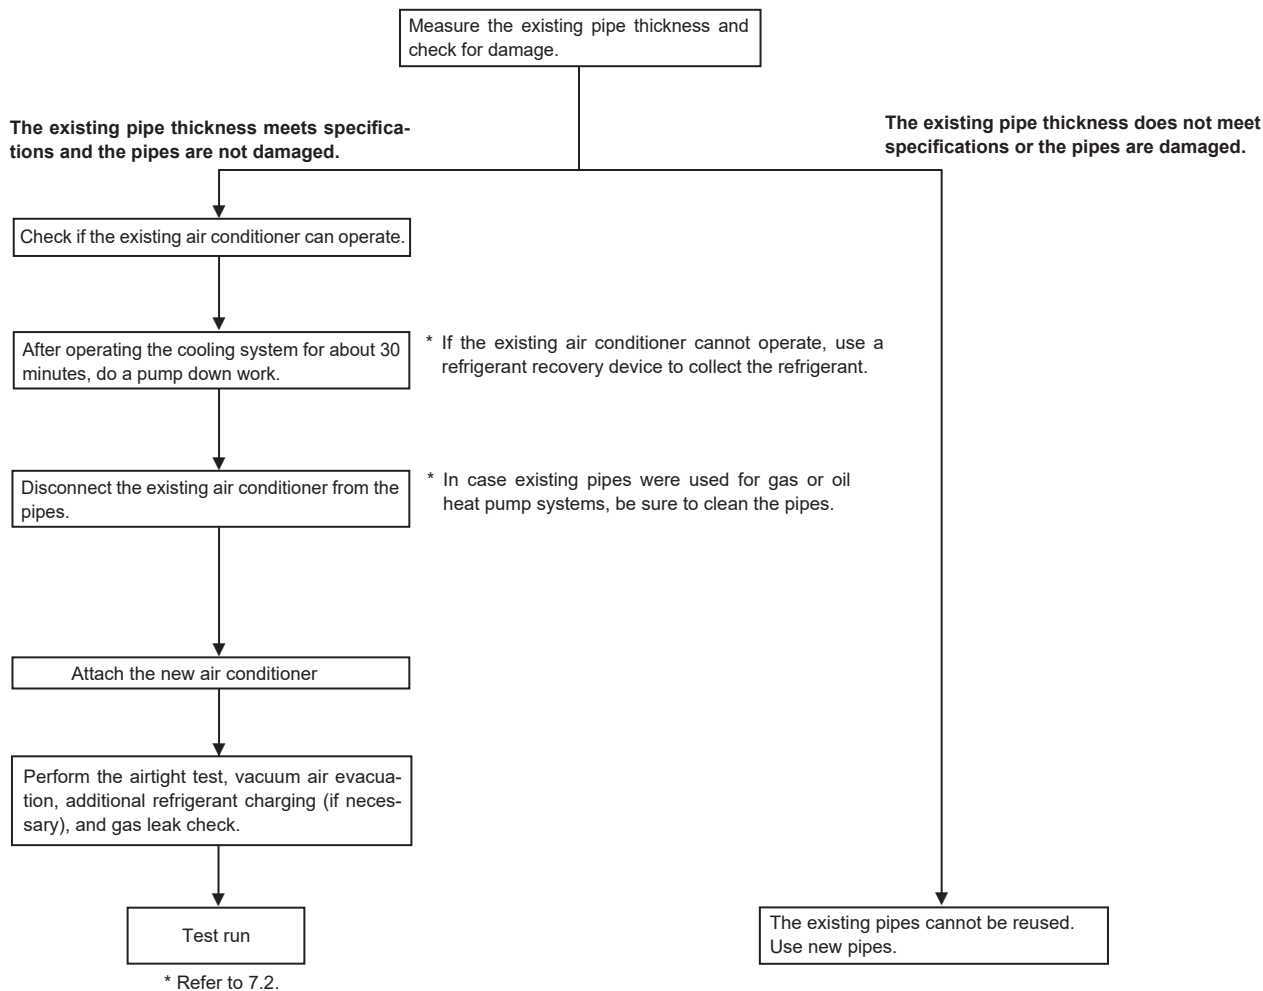 Measure the existing pipe thickness and
check for damage.
The existing pipe thickness meets specifica-
tions and the pipes are not damaged.
The existing pipe thickness does not meet
specifications or the pipes are damaged.
Check if the existing air conditioner can operate.
After operating the cooling system for about 30
minutes, do a pump down work.
* If the existing air conditioner cannot operate, use a
refrigerant recovery device to collect the refrigerant.
Disconnect the existing air conditioner from the
pipes.
* In case existing pipes were used for gas or oil
heat pump systems, be sure to clean the pipes.
Attach the new air conditioner
Perform the airtight test, vacuum air evacua-
tion, additional refrigerant charging (if neces-
sary), and gas leak check.
Test run
* Refer to 7.2.
The existing pipes cannot be reused.
Use new pipes.